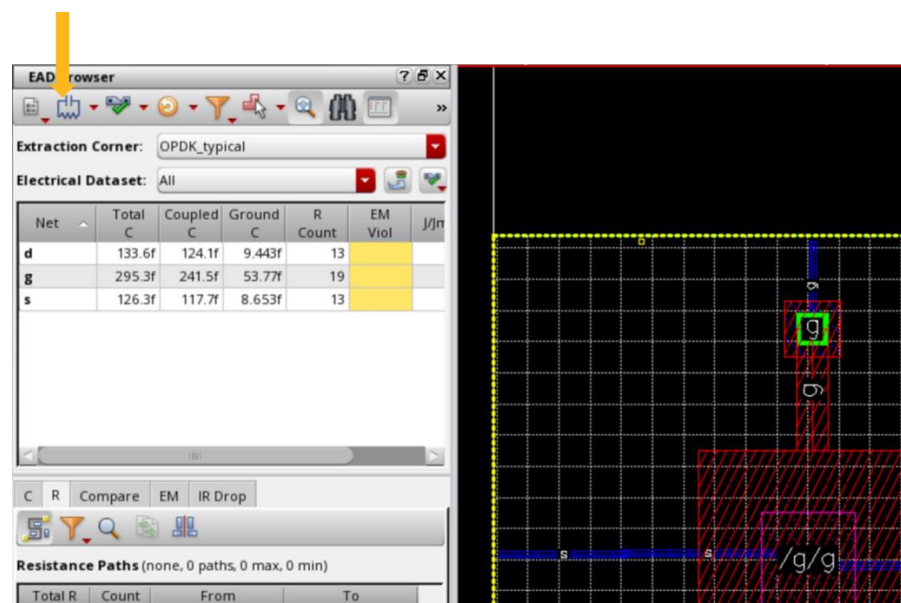 EAD Browser
»
Extraction Corner: OPDK_typical
Electrical Dataset: All
Net Total C Coupled C Ground C R Count EM Viol
d 133.6f 124.1f 9.443f 13
g 295.3f 241.5f 53.77f 19
s 126.3f 117.7f 8.653f 13
C R Compare EM IR Drop
Resistance Paths (none, 0 paths, 0 max, 0 min)
Total R Count From To
g
g
g
s s /g/g